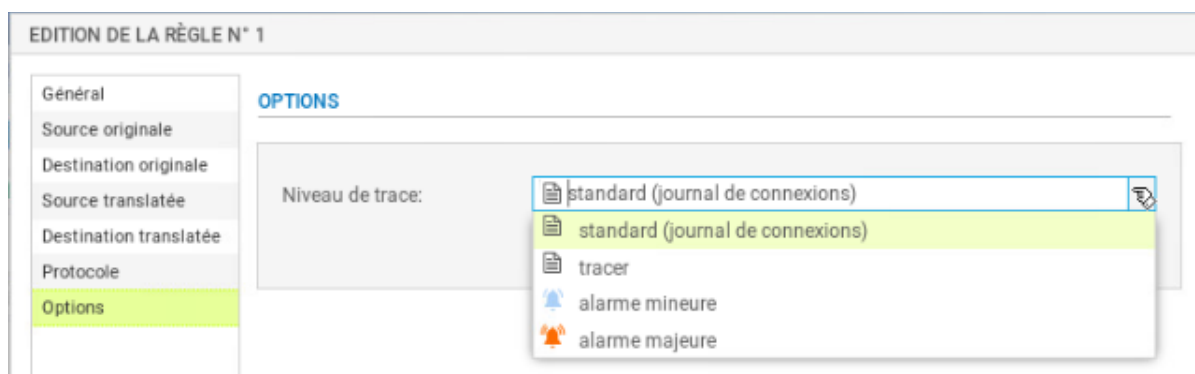 EDITION DE LA RÈGLE N° 1
Général
Source originale
Destination originale
Source translatée
Destination translatée
Protocole
Options
OPTIONS
Niveau de trace:
standard (journal de connexions)
standard (journal de connexions)
tracer
alarme mineure
alarme majeure